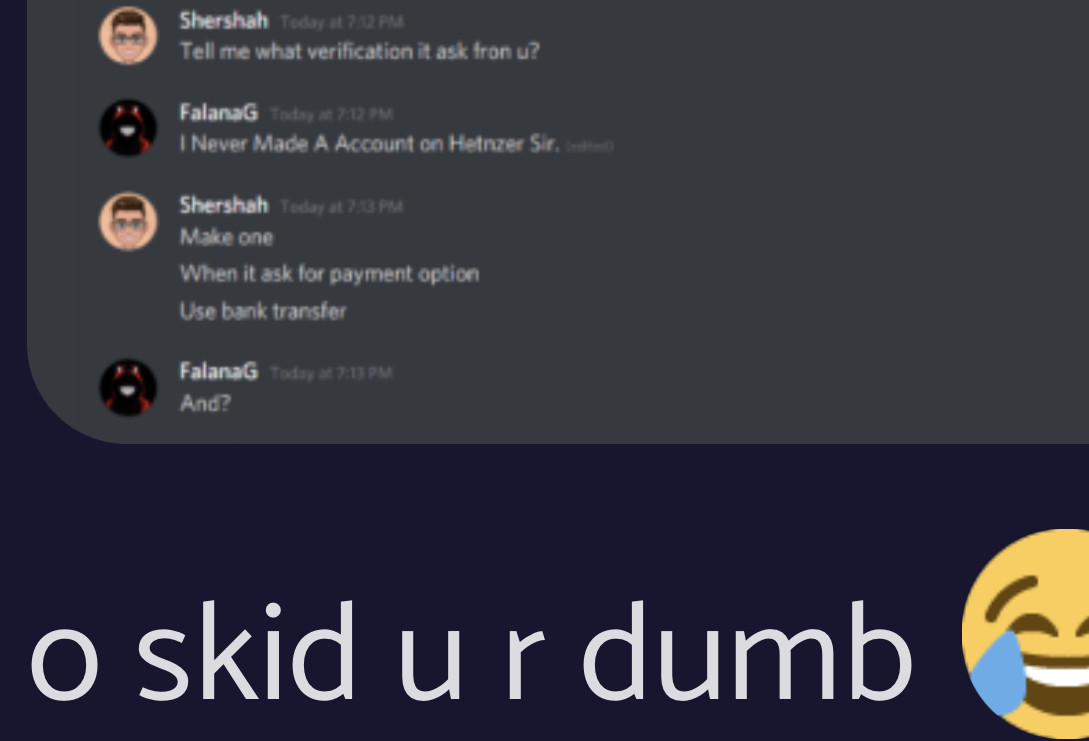 Shershah Today at 7:12 PM
Tell me what verification it ask fron u?
FalanaG Today at 7:12 PM
I Never Made A Account on Hetnzer Sir. (edited)
Shershah Today at 7:13 PM
Make one
When it ask for payment option
Use bank transfer
FalanaG Today at 7:13 PM
And?
o skid u r dumb